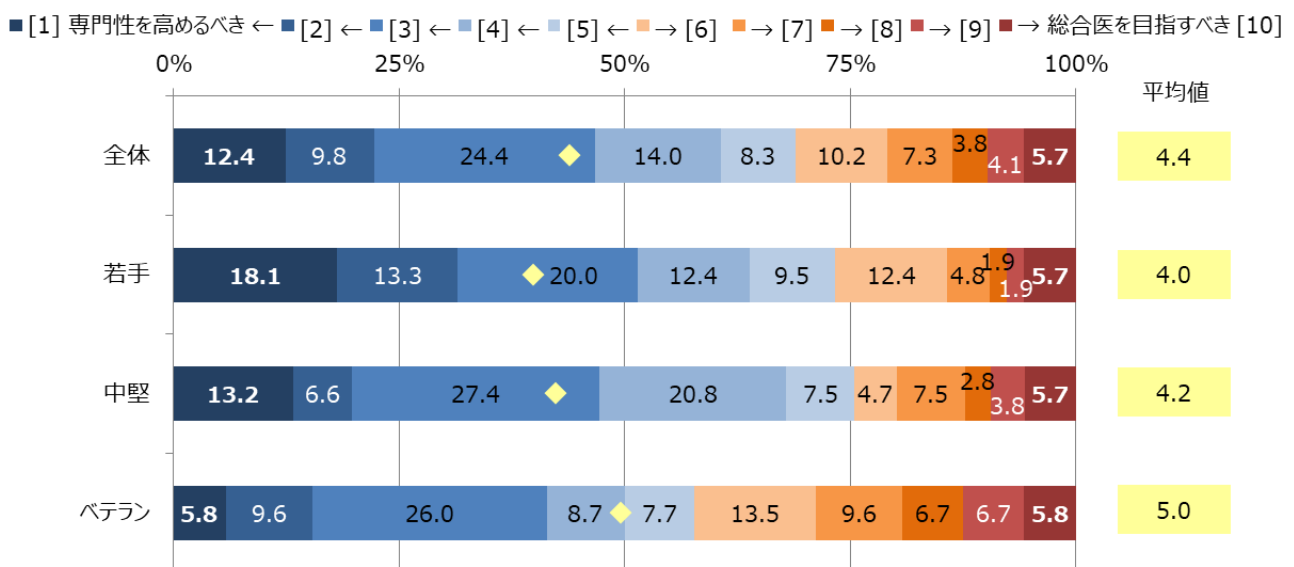 ■[1] 専門性を高めるべき ← ■[2] ← ■[3] ← ■[4] ← ■[5] ← ■→ [6] ■→ [7] ■→ [8] ■→ [9] ■→ 総合医を目指すべき [10]
0% 25% 50% 75% 100%
平均値
全体 12.4 9.8 24.4 14.0 8.3 10.2 7.3 3.8 4.1 5.7 4.4
若手 18.1 13.3 20.0 12.4 9.5 12.4 4.8 1.9 1.9 5.7 4.0
中堅 13.2 6.6 27.4 20.8 7.5 4.7 7.5 2.8 3.8 5.7 4.2
ベテラン 5.8 9.6 26.0 8.7 7.7 13.5 9.6 6.7 6.7 5.8 5.0